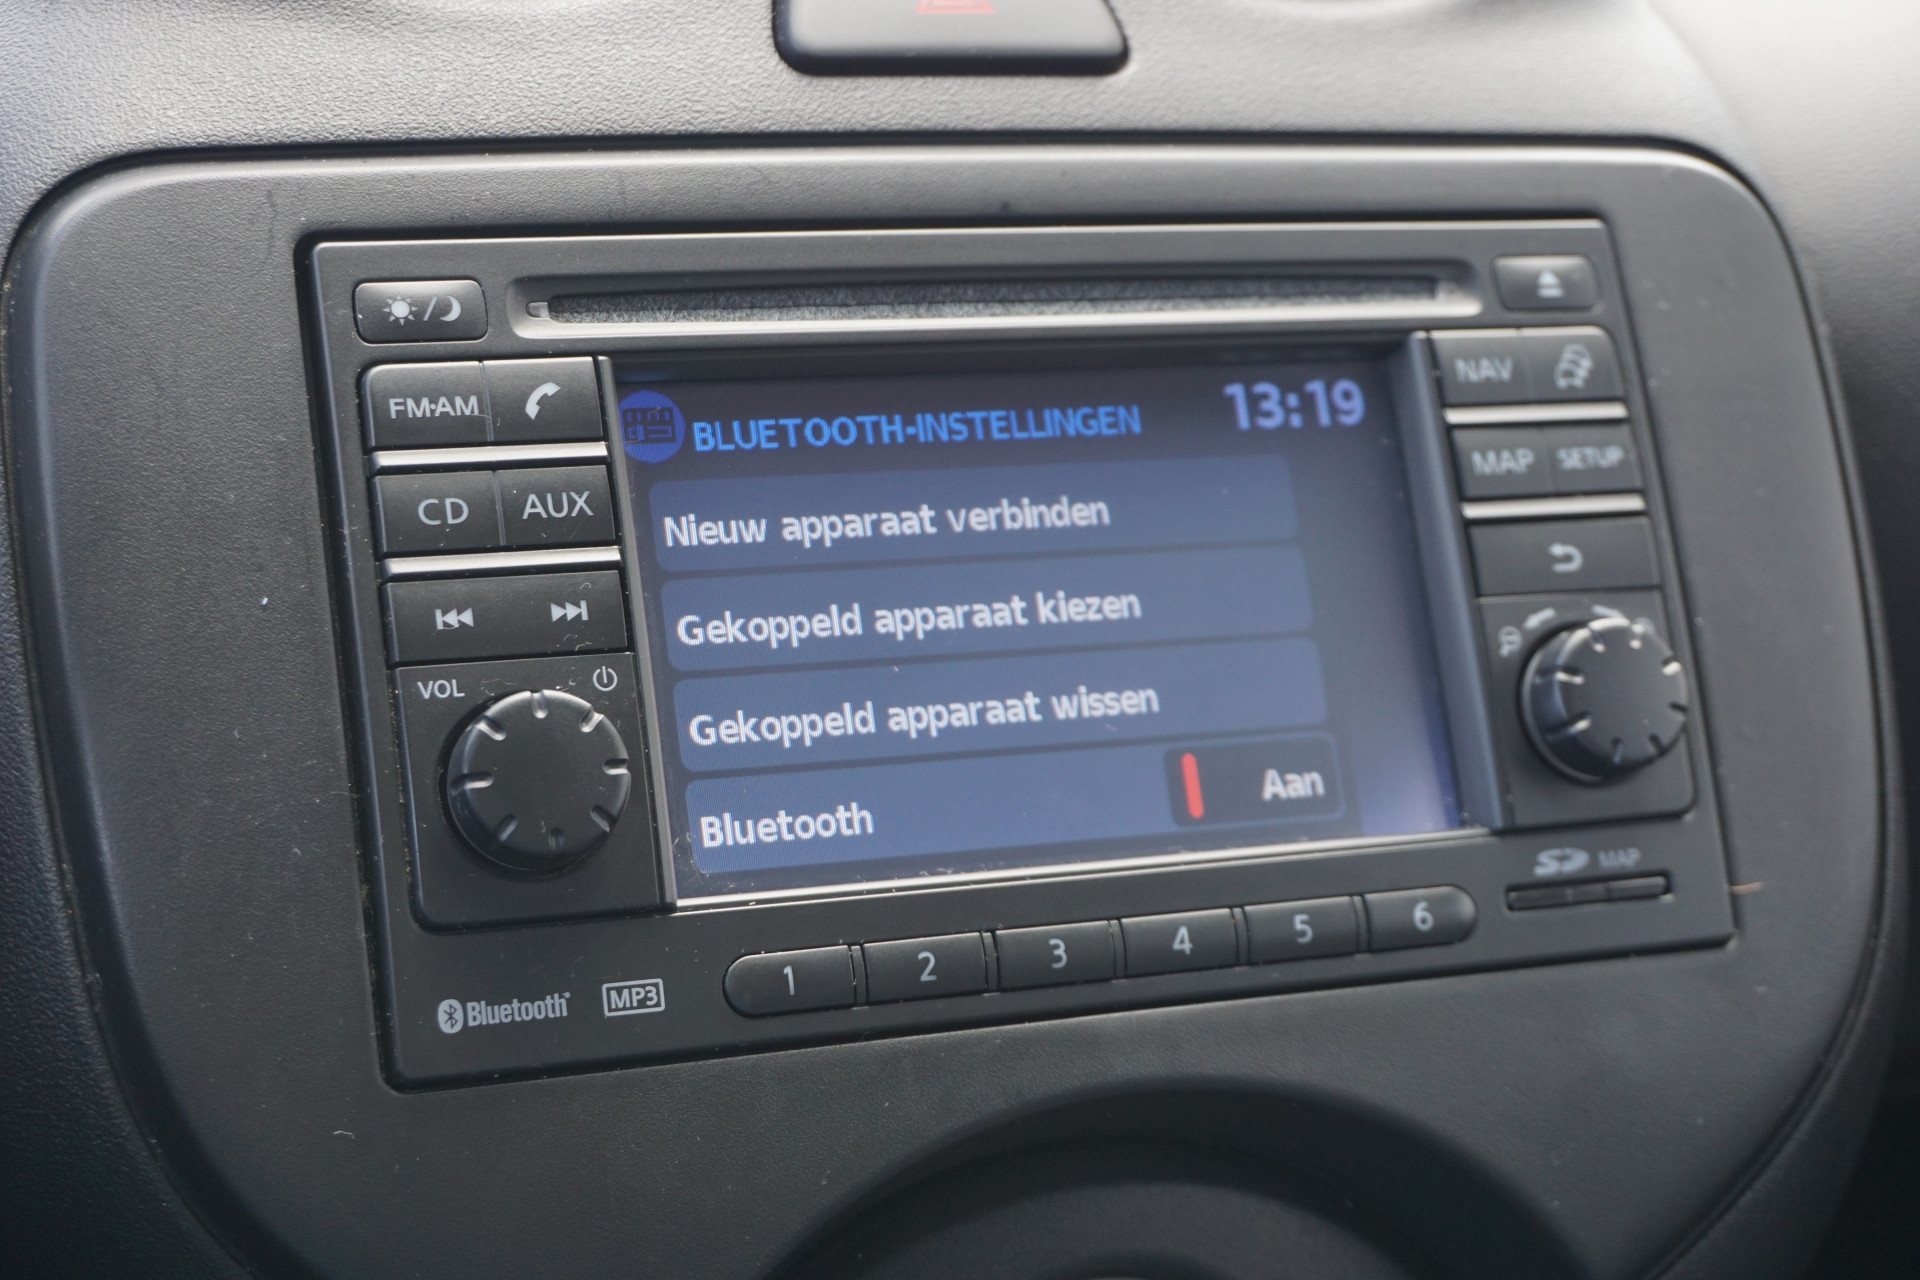 FM·AM
CD AUX
VOL
BLUETOOTH-INSTELLINGEN 13:19
Nieuw apparaat verbinden
Gekoppeld apparaat kiezen
Gekoppeld apparaat wissen
Bluetooth Aan
NAV
MAP SETUP
SD MAP
1 2 3 4 5 6
Bluetooth MP3